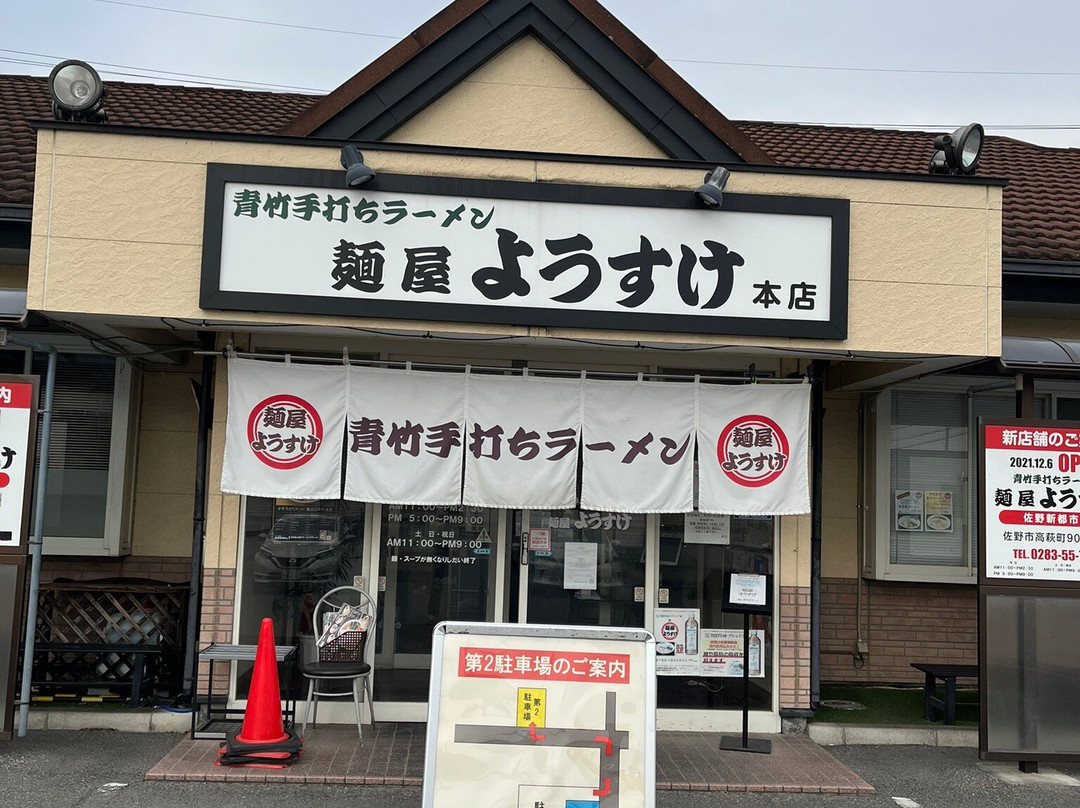 青竹手打ちラーメン
麺屋 ようすけ 本店
麺屋
ようすけ
青竹手打ちラーメン
麺屋
ようすけ
AM11:00〜PM2:30
PM 5:00〜PM9:00
土・日・祝日
AM11:00〜PM9:00
麺・スープが無くなりしだい終了
麺屋 ようすけ
第2駐車場のご案内
第2
駐車場
新店舗のご
2021.12.6 OP
青竹手打ちラー
麺屋 よう
佐野新都
佐野市高萩町90
TEL. 0283-55-